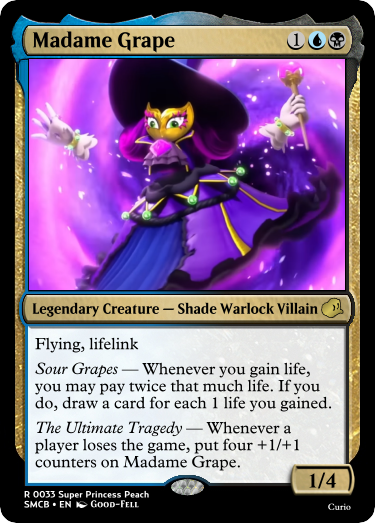 Madame Grape 1
Legendary Creature — Shade Warlock Villain
Flying, lifelink
Sour Grapes — Whenever you gain life,
you may pay twice that much life. If you
do, draw a card for each 1 life you gained.
The Ultimate Tragedy — Whenever a
player loses the game, put four +1/+1
counters on Madame Grape.
1/4
R 0033 Super Princess Peach
SMCB • EN Good-Fell
Curio